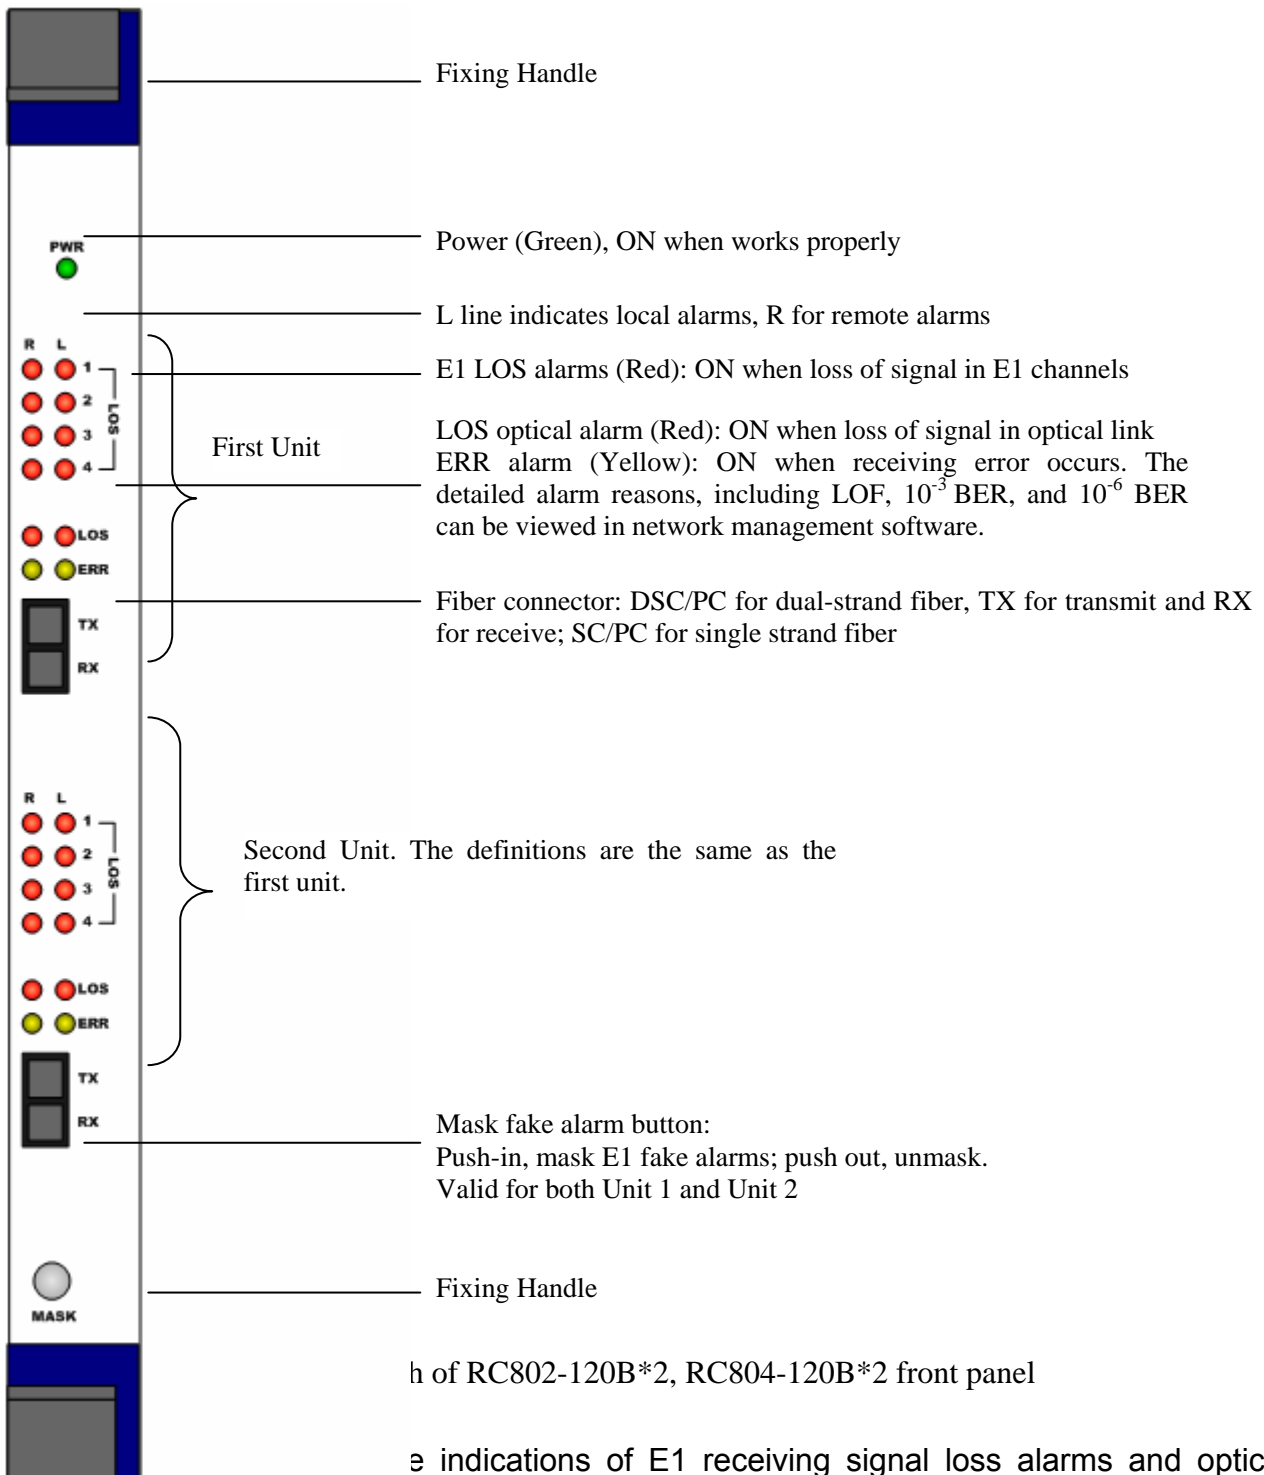 Fixing Handle
PWR
Power (Green), ON when works properly
L line indicates local alarms, R for remote alarms
R L
1
2
3
4
LOS
E1 LOS alarms (Red): ON when loss of signal in E1 channels
First Unit
LOS optical alarm (Red): ON when loss of signal in optical link
ERR alarm (Yellow): ON when receiving error occurs. The
detailed alarm reasons, including LOF, 10-3 BER, and 10-6 BER
can be viewed in network management software.
LOS
ERR
TX
RX
Fiber connector: DSC/PC for dual-strand fiber, TX for transmit and RX
for receive; SC/PC for single strand fiber
R L
1
2
3
4
LOS
Second Unit. The definitions are the same as the
first unit.
LOS
ERR
TX
RX
Mask fake alarm button:
Push-in, mask E1 fake alarms; push out, unmask.
Valid for both Unit 1 and Unit 2
MASK
Fixing Handle
of RC802-120B*2, RC804-120B*2 front panel
indications of E1 receiving signal loss alarms and optic